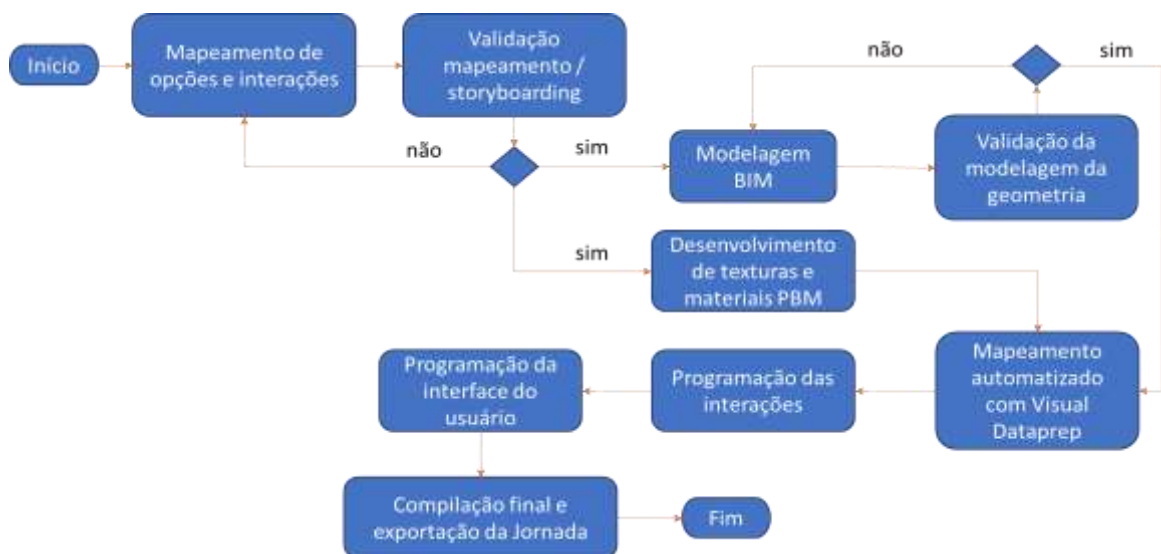 Início
Mapeamento de
opções e interações
Validação
mapeamento /
storyboarding
não
sim
não
sim
Modelagem
BIM
Validação da
modelagem da
geometria
sim
Desenvolvimento
de texturas e
materiais PBM
Mapeamento
automatizado
com Visual
Dataprep
Programação das
interações
Programação da
interface do
usuário
Compilação final e
exportação da Jornada
Fim